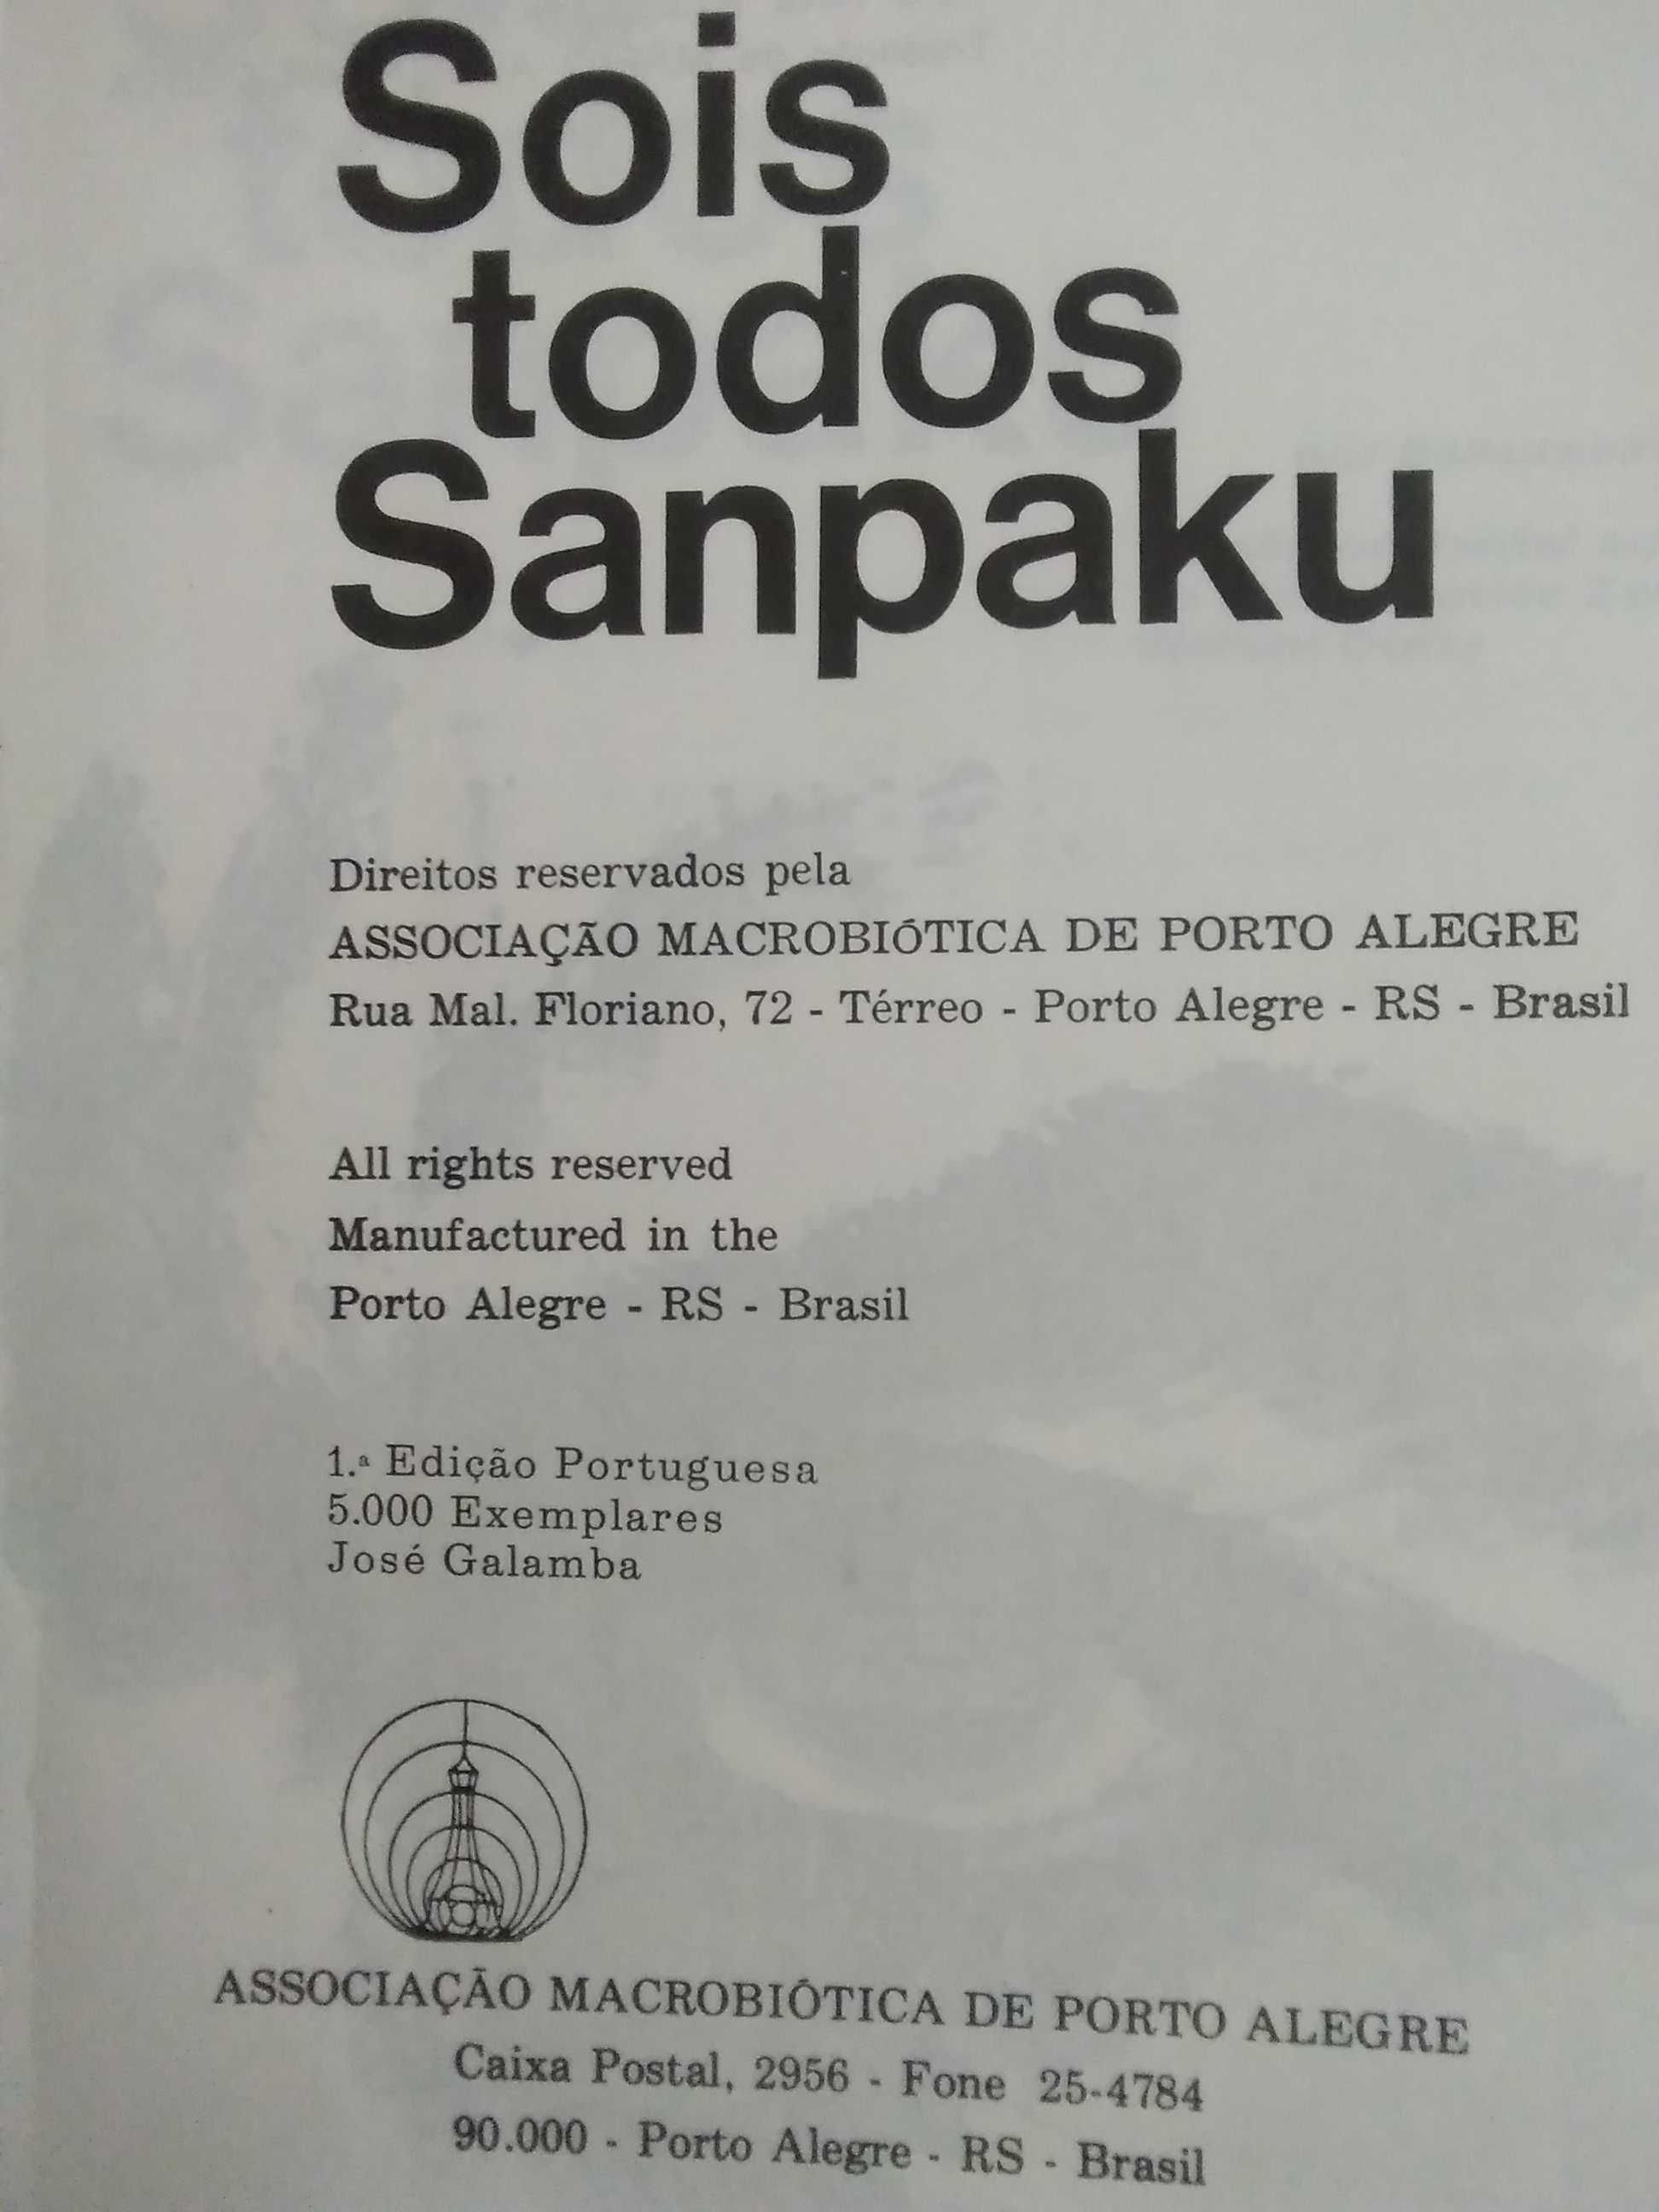 Sois
todos
Sanpaku
Direitos reservados pela
ASSOCIAÇÃO MACROBIÓTICA DE PORTO ALEGRE
Rua Mal. Floriano, 72 - Térreo - Porto Alegre - RS - Brasil
All rights reserved
Manufactured in the
Porto Alegre - RS - Brasil
1.ª Edição Portuguesa
5.000 Exemplares
José Galamba
ASSOCIAÇÃO MACROBIÓTICA DE PORTO ALEGRE
Caixa Postal, 2956 - Fone 25-4784
90.000 - Porto Alegre - RS - Brasil